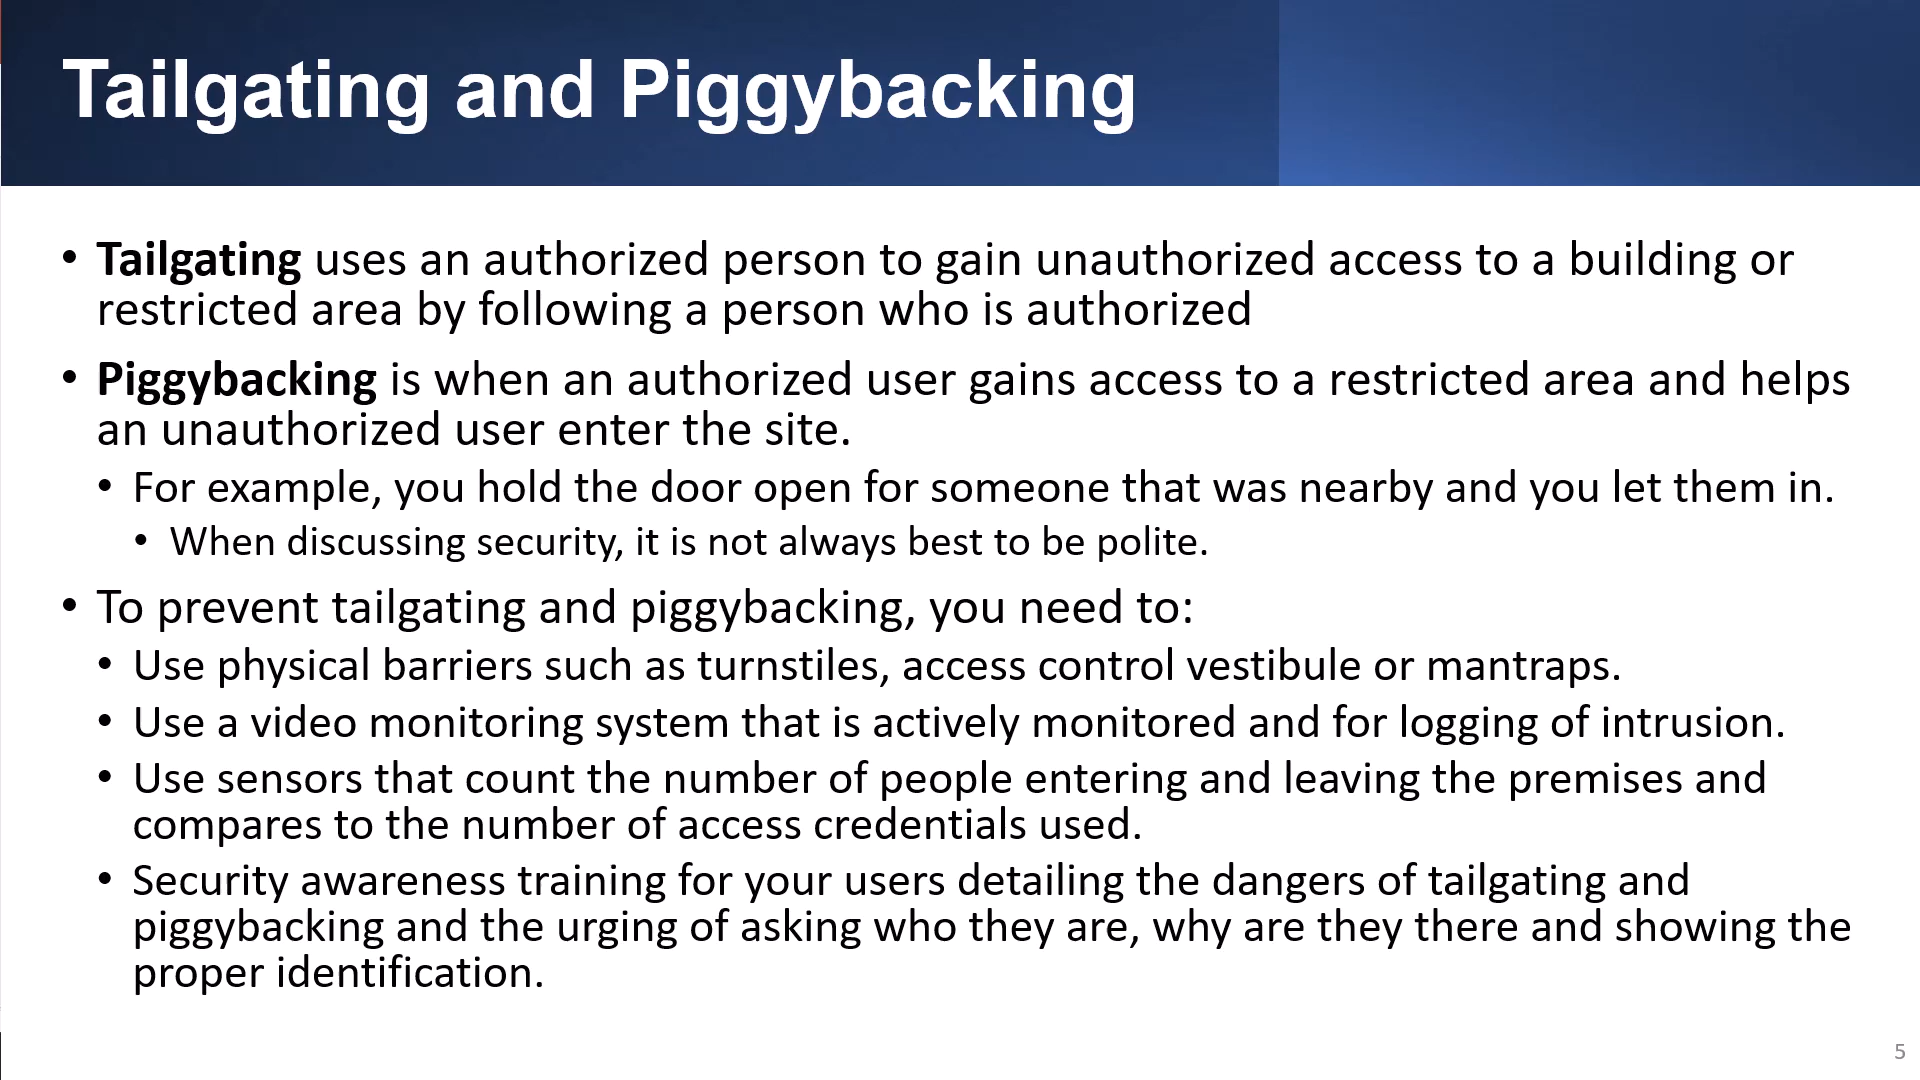 Tailgating and Piggybacking
• Tailgating uses an authorized person to gain unauthorized access to a building or
restricted area by following a person who is authorized
• Piggybacking is when an authorized user gains access to a restricted area and helps
an unauthorized user enter the site.
• For example, you hold the door open for someone that was nearby and you let them in.
• When discussing security, it is not always best to be polite.
• To prevent tailgating and piggybacking, you need to:
• Use physical barriers such as turnstiles, access control vestibule or mantraps.
• Use a video monitoring system that is actively monitored and for logging of intrusion.
• Use sensors that count the number of people entering and leaving the premises and
compares to the number of access credentials used.
• Security awareness training for your users detailing the dangers of tailgating and
piggybacking and the urging of asking who they are, why are they there and showing the
proper identification.
5